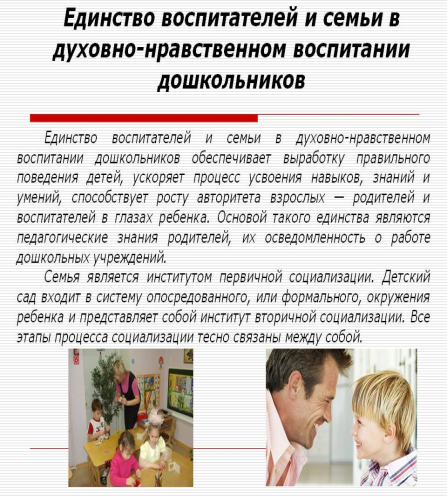 Единство воспитателей и семьи в
духовно-нравственном воспитании
дошкольников
Единство воспитателей и семьи в духовно-нравственном
воспитании дошкольников обеспечивает выработку правильного
поведения детей, ускоряет процесс усвоения навыков, знаний и
умений, способствует росту авторитета взрослых — родителей и
воспитателей в глазах ребенка. Основой такого единства являются
педагогические знания родителей, их осведомленность о работе
дошкольных учреждений.
Семья является институтом первичной социализации. Детский
сад входит в систему опосредованного, или формального, окружения
ребенка и представляет собой институт вторичной социализации. Все
этапы процесса социализации тесно связаны между собой.